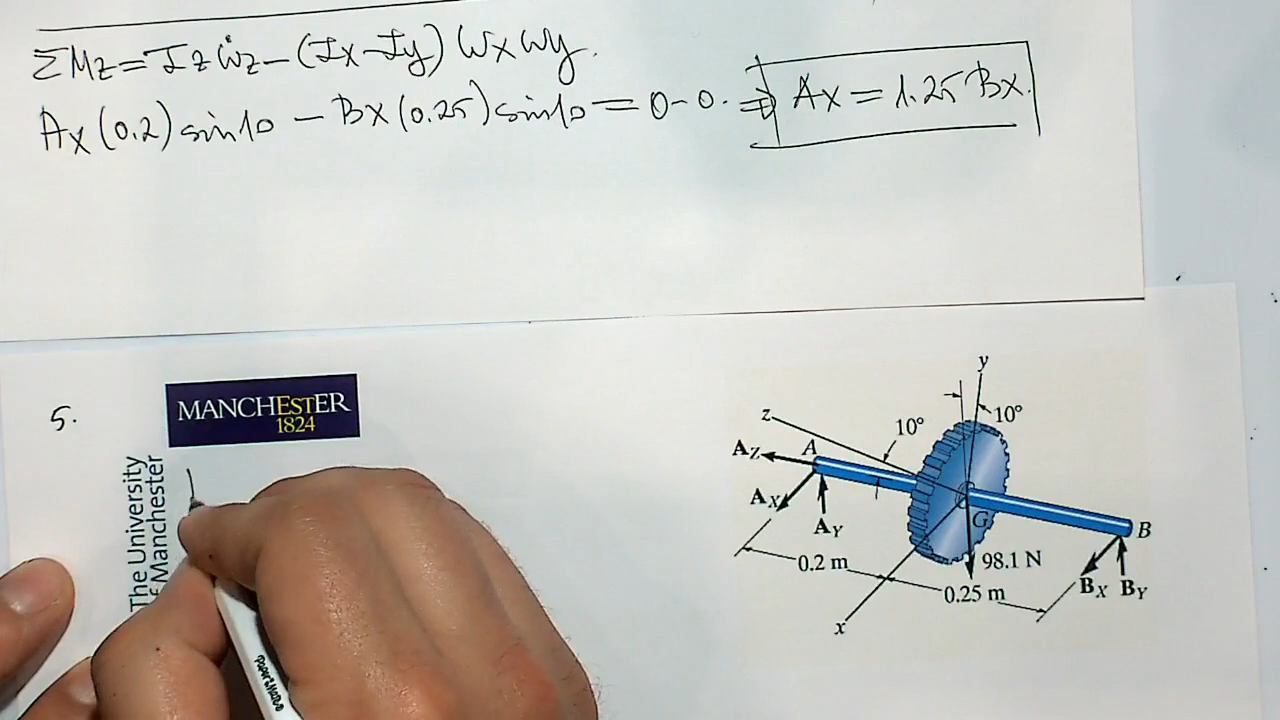 ΣMz = Iz ω̇z - (Ix - Iy) ωx ωy.
Ax (0.2) sin10 - Bx (0.25) sin10 = 0-0. ⇒ Ax = 1.25 Bx.
5.
MANCHESTER
1824
The University
of Manchester
y
z
10°
10°
A
AZ
AX
AY
G
B
0.2 m
98.1 N
0.25 m
BX BY
x
PaperMate